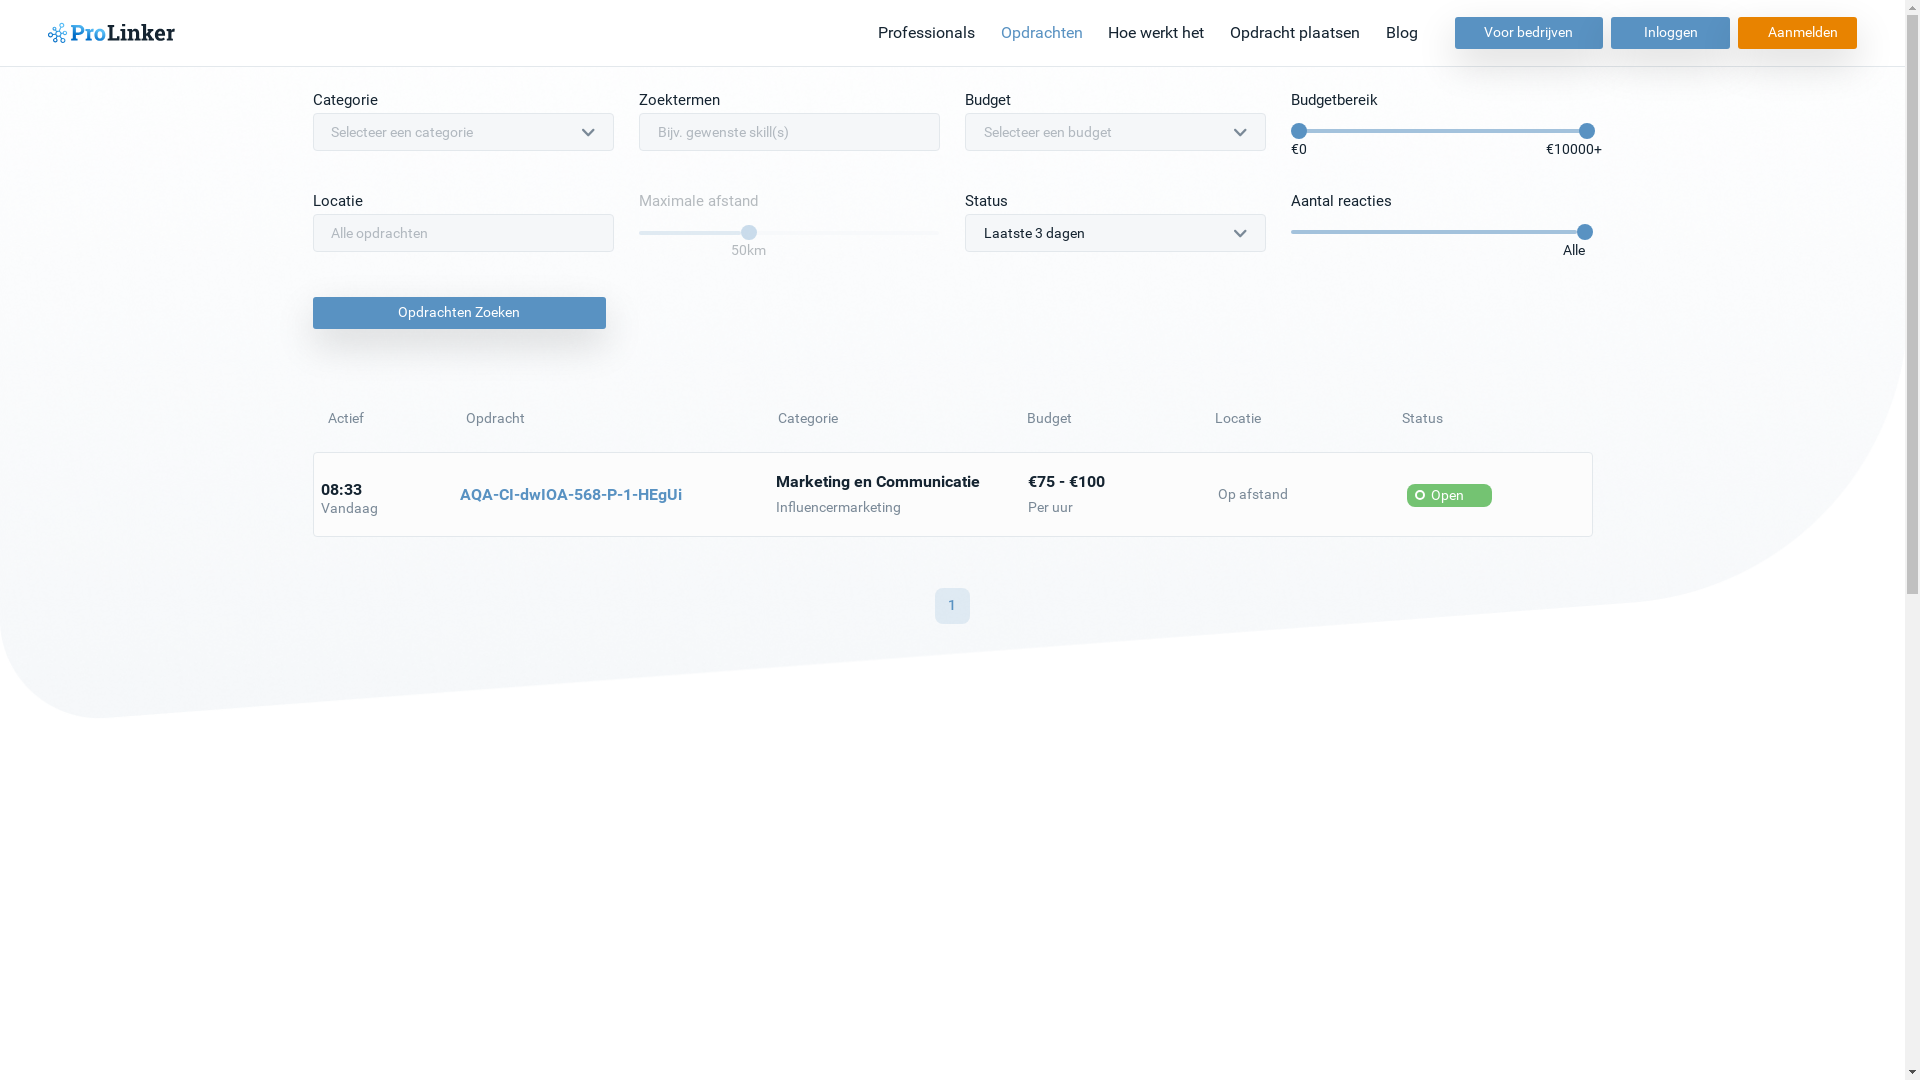 ProLinker
Professionals Opdrachten Hoe werkt het Opdracht plaatsen Blog Voor bedrijven Inloggen Aanmelden
Categorie Zoektermen Budget Budgetbereik
Selecteer een categorie Bijv. gewenste skill(s) Selecteer een budget
€0 €10000+
Locatie Maximale afstand Status Aantal reacties
Alle opdrachten Laatste 3 dagen
50km Alle
Opdrachten Zoeken
Actief Opdracht Categorie Budget Locatie Status
08:33 AQA-CI-dwIOA-568-P-1-HEgUi Marketing en Communicatie €75 - €100 Op afstand Open
Vandaag Influencermarketing Per uur
1